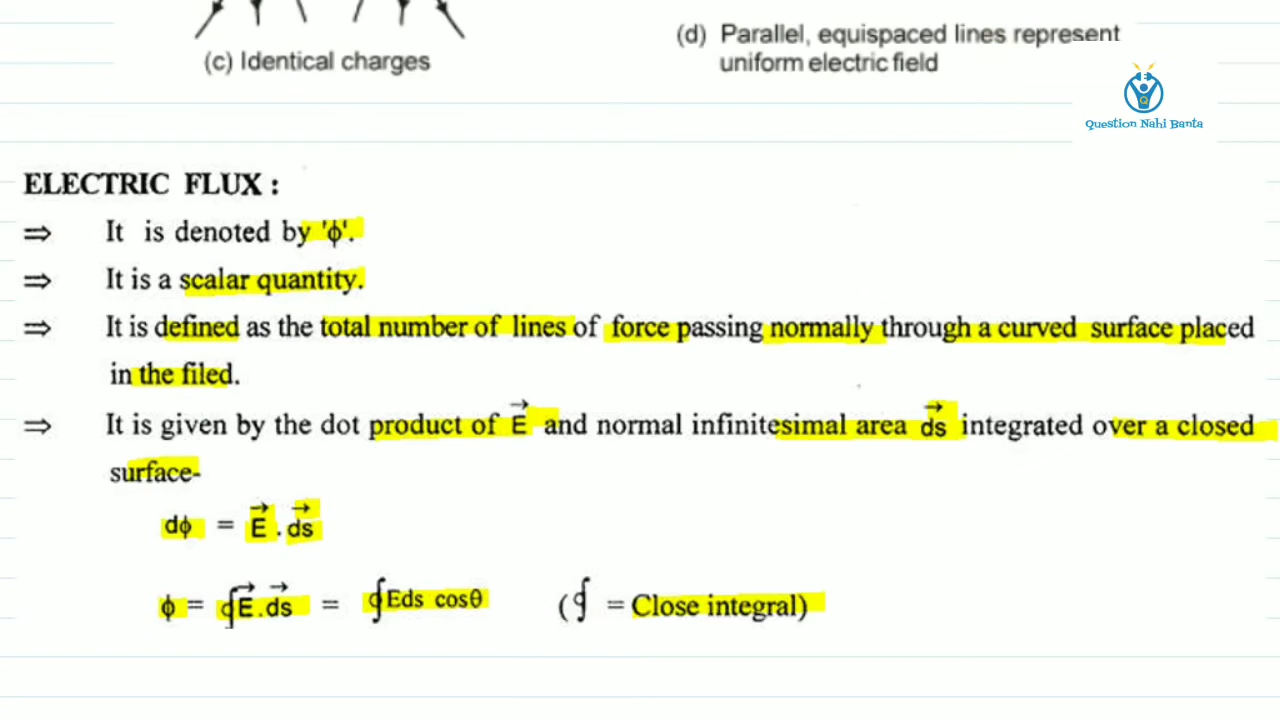 (c) Identical charges
(d) Parallel, equispaced lines represent
uniform electric field
Question Nahi Banta
ELECTRIC FLUX :
⇒ It is denoted by 'ϕ'.
⇒ It is a scalar quantity.
⇒ It is defined as the total number of lines of force passing normally through a curved surface placed
in the filed.
⇒ It is given by the dot product of E⃗ and normal infinitesimal area d⃗s integrated over a closed
surface-
dϕ = E⃗ . d⃗s
ϕ = ∮E⃗ . d⃗s = ∮Eds cosθ (∮ = Close integral)